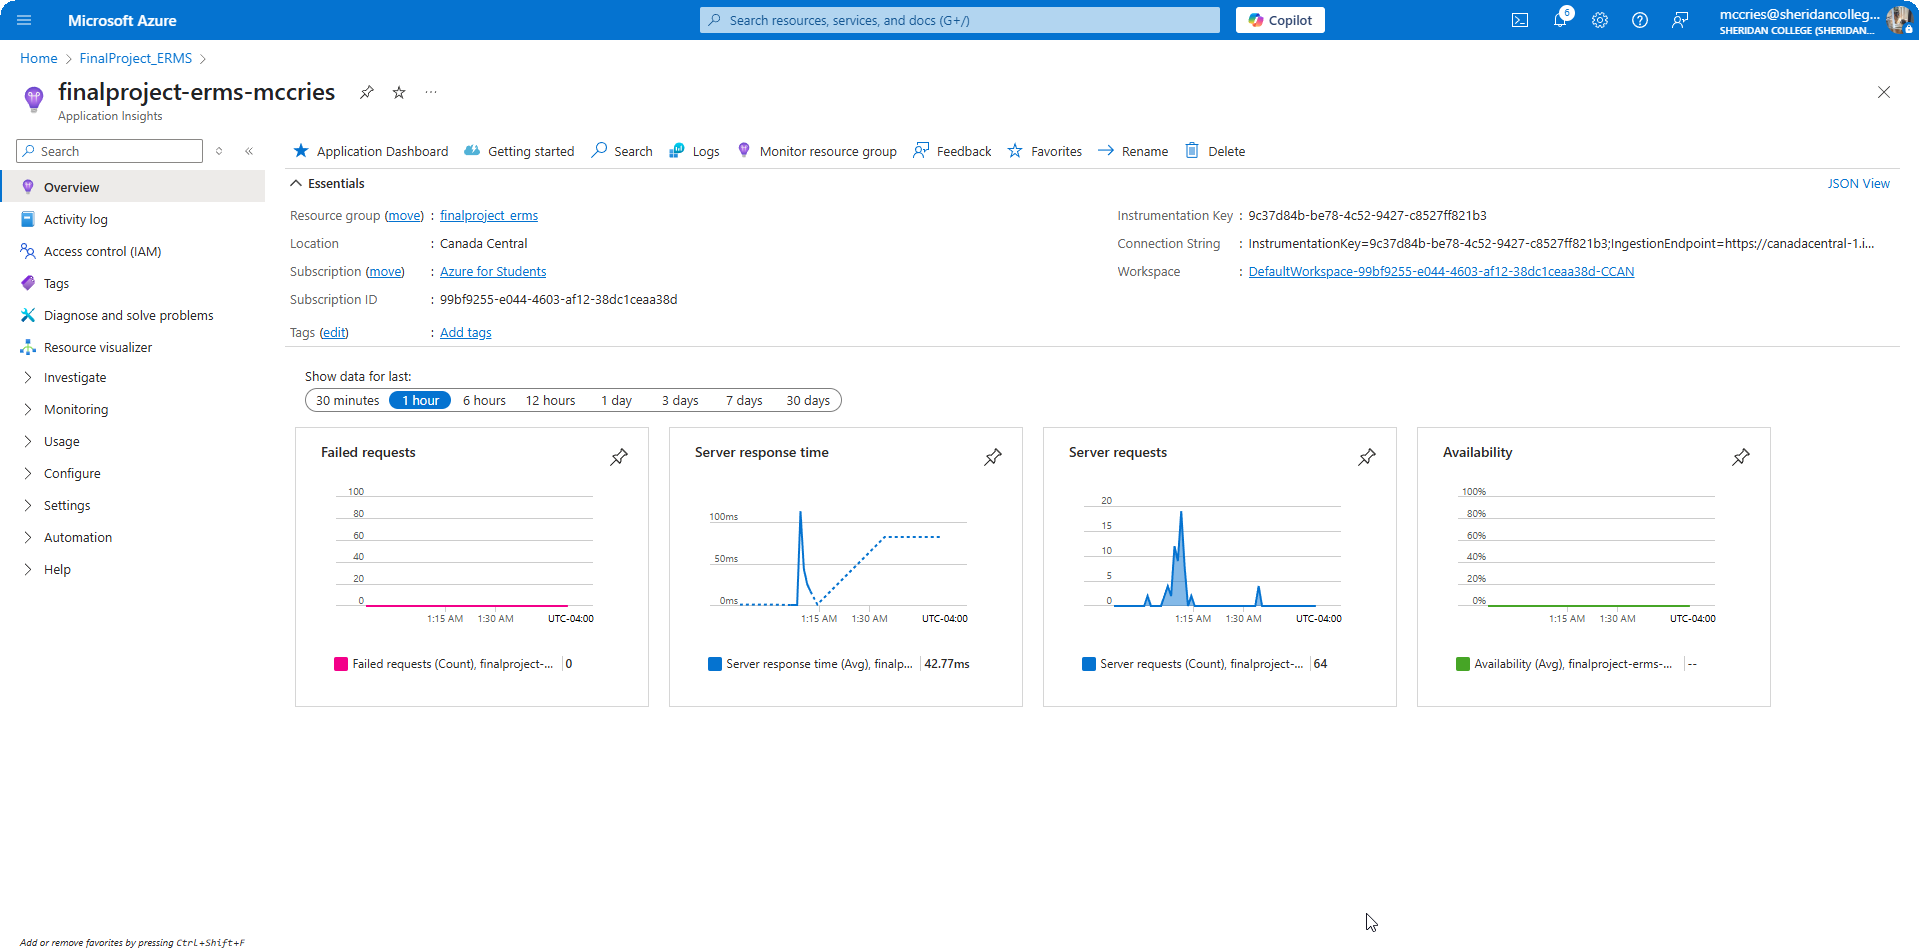 Microsoft Azure
Search resources, services, and docs (G+/)
Copilot
6
mccries@sheridancolleg...
SHERIDAN COLLEGE (SHERIDAN...
Home > FinalProject_ERMS >
finalproject-erms-mccries
Application Insights
Search
Application Dashboard
Getting started
Search
Logs
Monitor resource group
Feedback
Favorites
Rename
Delete
Overview
Activity log
Access control (IAM)
Tags
Diagnose and solve problems
Resource visualizer
Investigate
Monitoring
Usage
Configure
Settings
Automation
Help
Essentials
JSON View
Resource group (move) : finalproject_erms
Location : Canada Central
Subscription (move) : Azure for Students
Subscription ID : 99bf9255-e044-4603-af12-38dc1ceaa38d
Tags (edit) : Add tags
Instrumentation Key : 9c37d84b-be78-4c52-9427-c8527ff821b3
Connection String : InstrumentationKey=9c37d84b-be78-4c52-9427-c8527ff821b3;IngestionEndpoint=https://canadacentral-1.i...
Workspace : DefaultWorkspace-99bf9255-e044-4603-af12-38dc1ceaa38d-CCAN
Show data for last:
30 minutes 1 hour 6 hours 12 hours 1 day 3 days 7 days 30 days
Failed requests
100
80
60
40
20
0
1:15 AM 1:30 AM UTC-04:00
Failed requests (Count), finalproject-... 0
Server response time
100ms
50ms
0ms
1:15 AM 1:30 AM UTC-04:00
Server response time (Avg), finalp... 42.77ms
Server requests
20
15
10
5
0
1:15 AM 1:30 AM UTC-04:00
Server requests (Count), finalproject-... 64
Availability
100%
80%
60%
40%
20%
0%
1:15 AM 1:30 AM UTC-04:00
Availability (Avg), finalproject-erms-... --
Add or remove favorites by pressing Ctrl+Shift+F